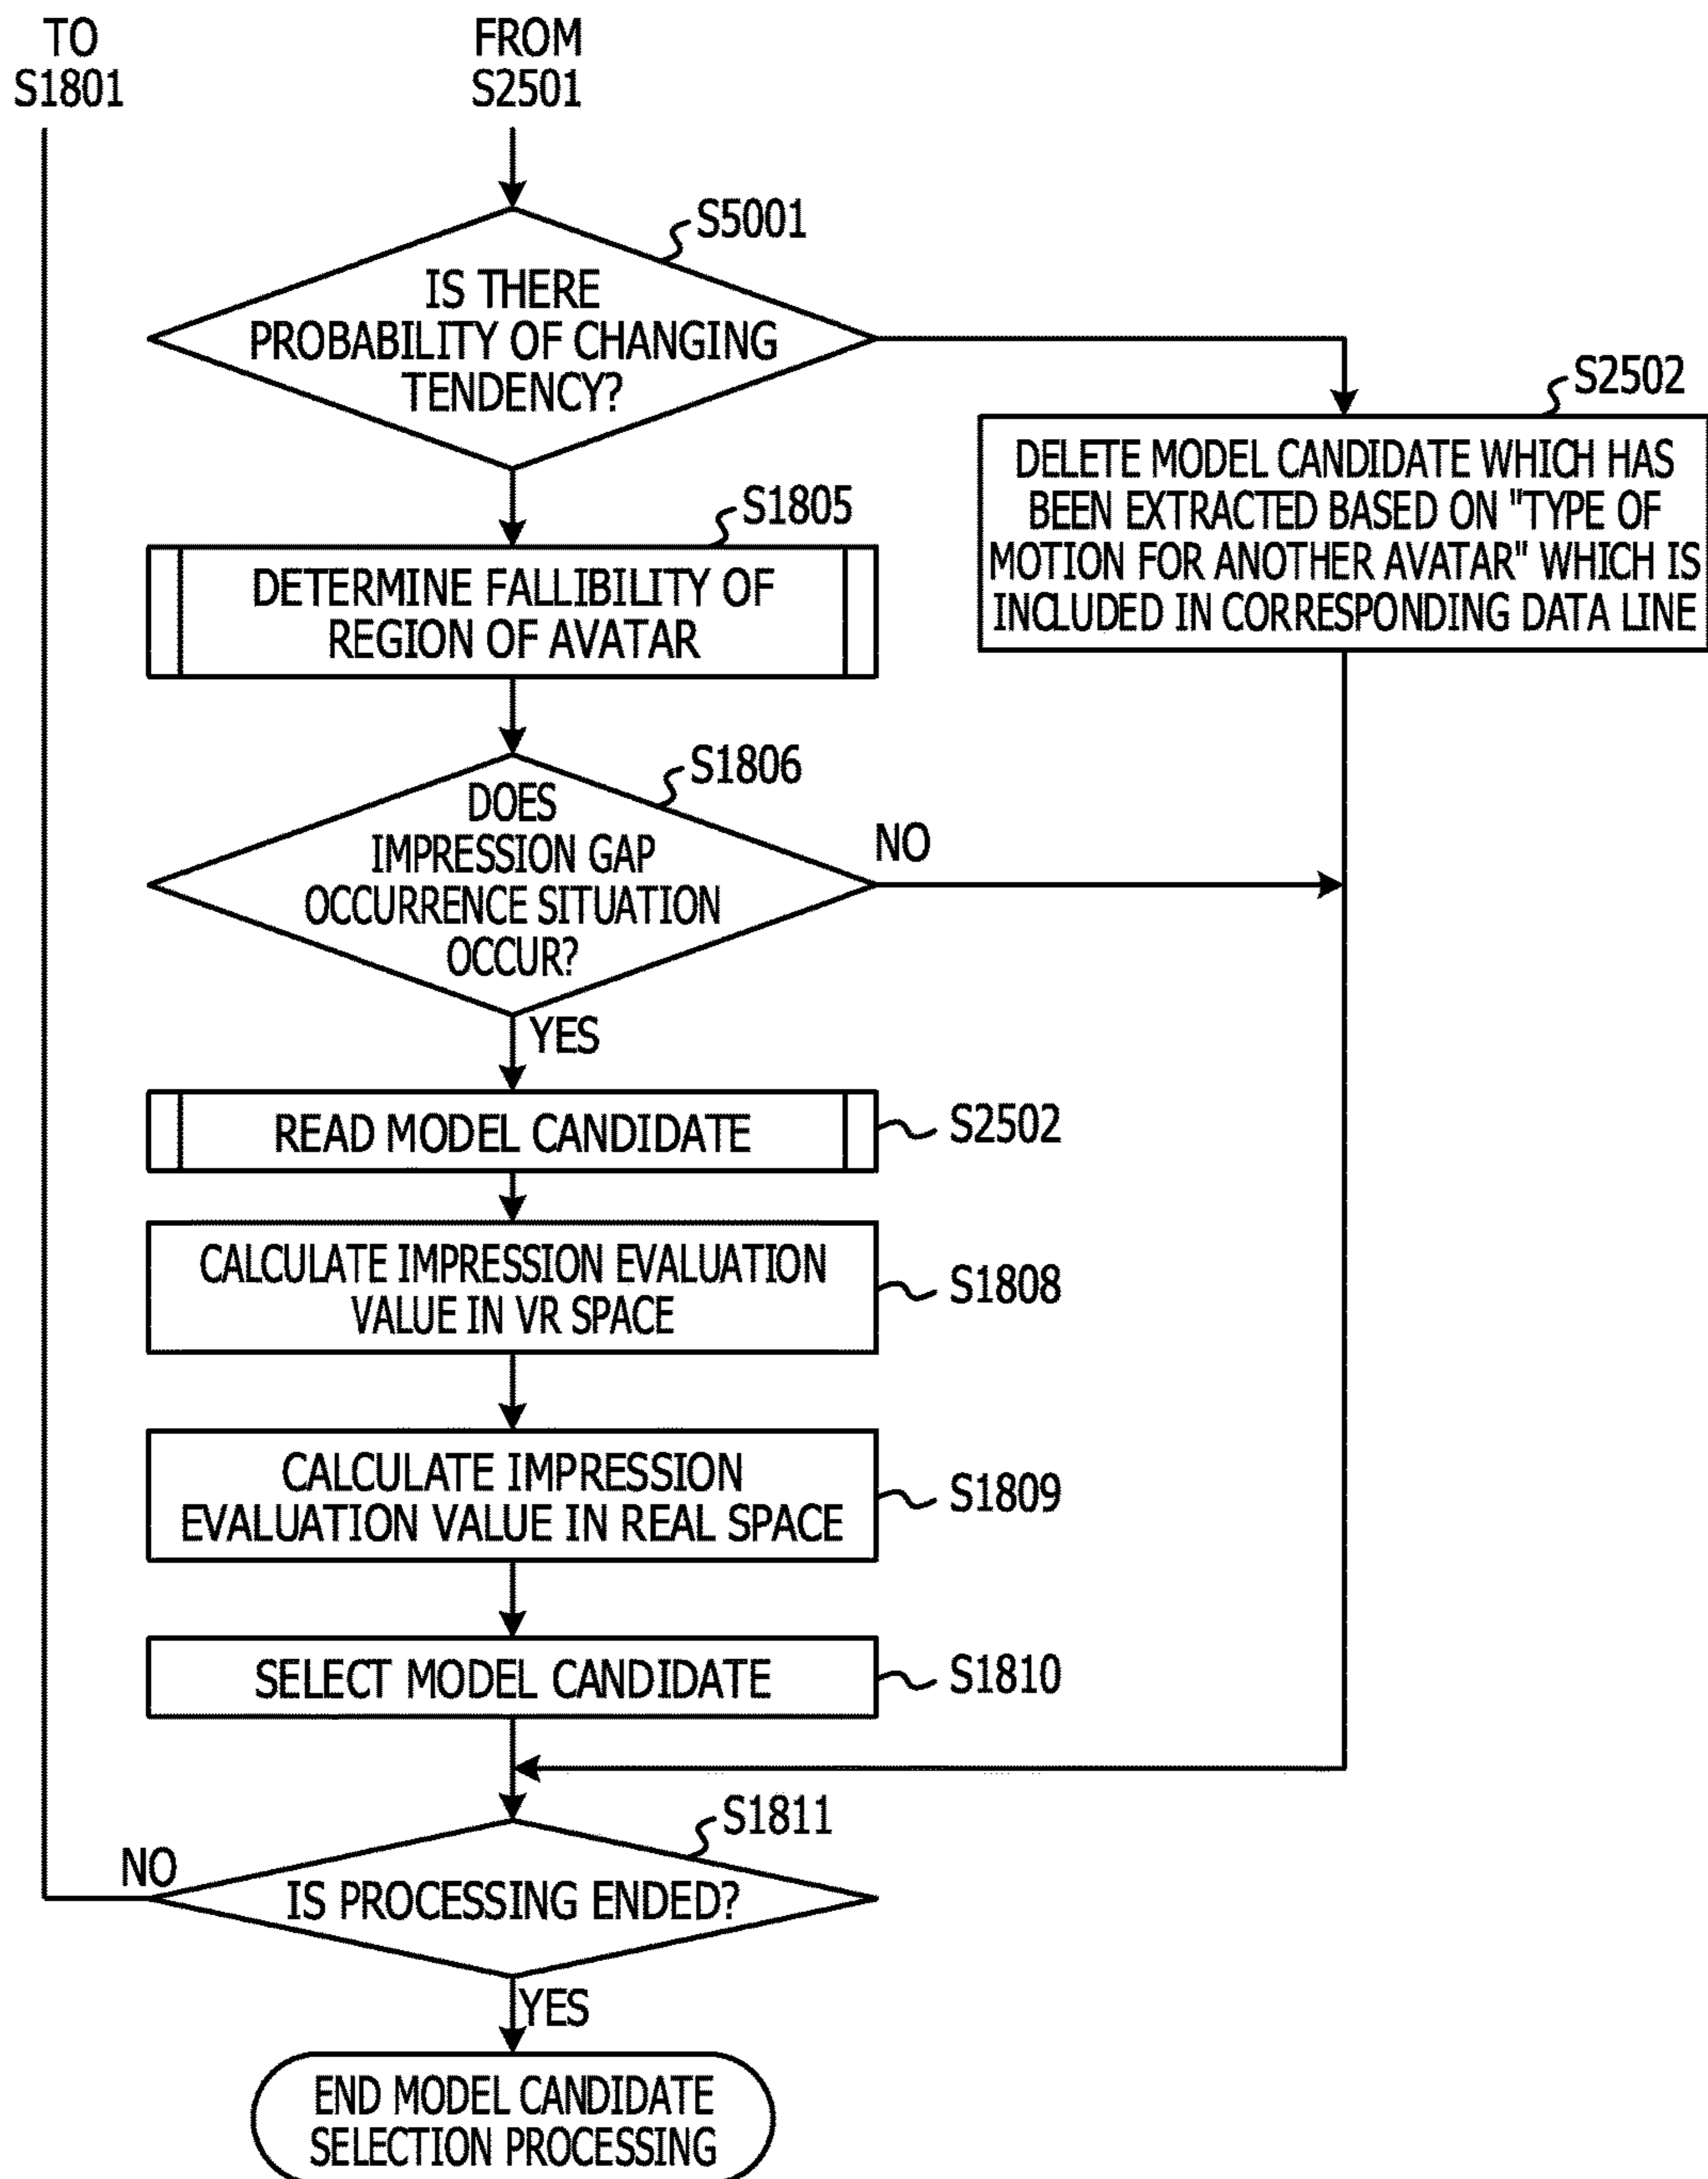 TO
S1801
FROM
S2501
S5001
IS THERE
PROBABILITY OF CHANGING
TENDENCY?
S2502
DELETE MODEL CANDIDATE WHICH HAS
BEEN EXTRACTED BASED ON "TYPE OF
MOTION FOR ANOTHER AVATAR" WHICH IS
INCLUDED IN CORRESPONDING DATA LINE
S1805
DETERMINE FALLIBILITY OF
REGION OF AVATAR
S1806
DOES
IMPRESSION GAP
OCCURRENCE SITUATION
OCCUR?
NO
YES
READ MODEL CANDIDATE
S2502
CALCULATE IMPRESSION EVALUATION
VALUE IN VR SPACE
S1808
CALCULATE IMPRESSION
EVALUATION VALUE IN REAL SPACE
S1809
SELECT MODEL CANDIDATE
S1810
S1811
NO
IS PROCESSING ENDED?
YES
END MODEL CANDIDATE
SELECTION PROCESSING